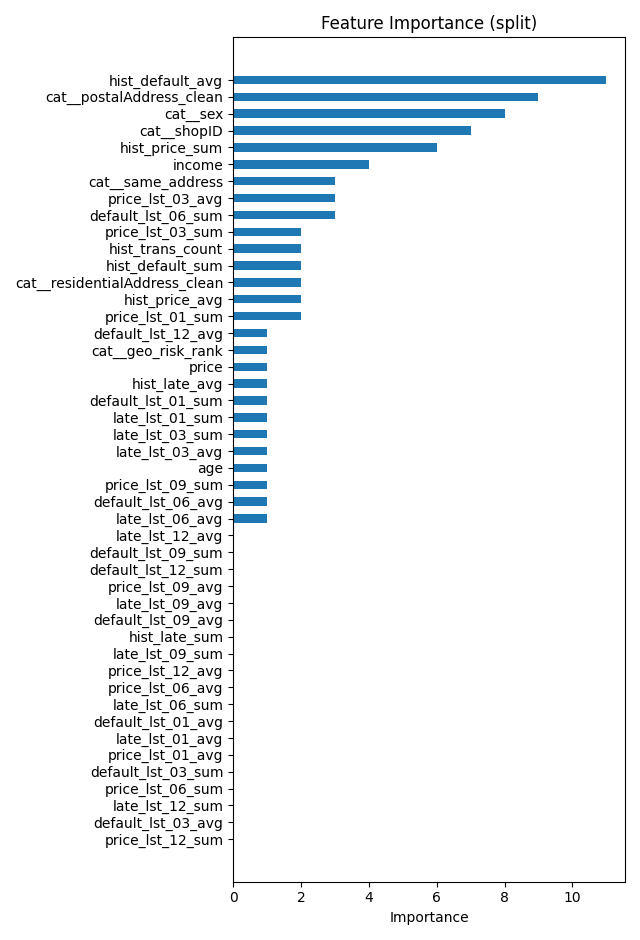 Feature Importance (split)
hist_default_avg
cat__postalAddress_clean
cat__sex
cat__shopID
hist_price_sum
income
cat__same_address
price_lst_03_avg
default_lst_06_sum
price_lst_03_sum
hist_trans_count
hist_default_sum
cat__residentialAddress_clean
hist_price_avg
price_lst_01_sum
default_lst_12_avg
cat__geo_risk_rank
price
hist_late_avg
default_lst_01_sum
late_lst_01_sum
late_lst_03_sum
late_lst_03_avg
age
price_lst_09_sum
default_lst_06_avg
late_lst_06_avg
late_lst_12_avg
default_lst_09_sum
default_lst_12_sum
price_lst_09_avg
late_lst_09_avg
default_lst_09_avg
hist_late_sum
late_lst_09_sum
price_lst_12_avg
price_lst_06_avg
late_lst_06_sum
default_lst_01_avg
late_lst_01_avg
price_lst_01_avg
default_lst_03_sum
price_lst_06_sum
late_lst_12_sum
default_lst_03_avg
price_lst_12_sum
0 2 4 6 8 10
Importance